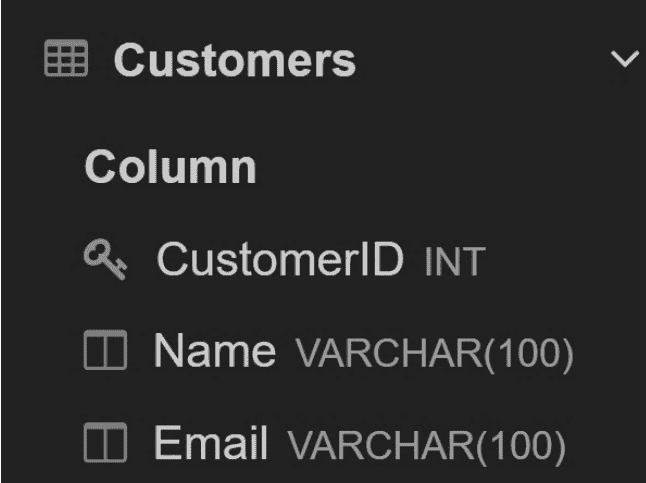 Customers
Column
CustomerID INT
Name VARCHAR(100)
Email VARCHAR(100)